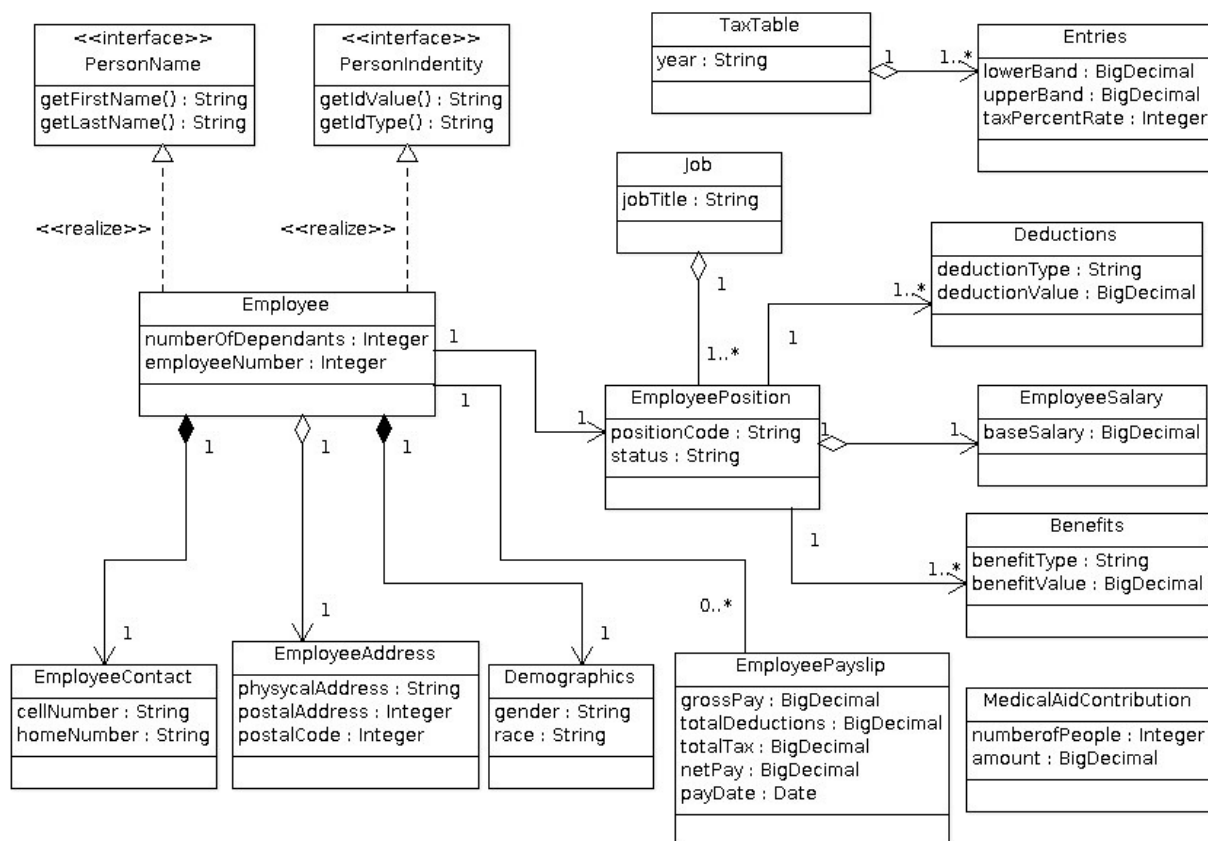 <<interface>>
PersonName
getFirstName() : String
getLastName() : String
<<interface>>
PersonIndentity
getIdValue() : String
getIdType() : String
TaxTable
year : String
1
1..*
Entries
lowerBand : BigDecimal
upperBand : BigDecimal
taxPercentRate : Integer
Job
jobTitle : String
1
1..*
<<realize>>
<<realize>>
Deductions
deductionType : String
deductionValue : BigDecimal
1..*
1
Employee
numberOfDependants : Integer
employeeNumber : Integer
1
1
1
1
1
1
EmployeePosition
positionCode : String
status : String
1
1
EmployeeSalary
baseSalary : BigDecimal
1
1..*
Benefits
benefitType : String
benefitValue : BigDecimal
0..*
1
1
1
EmployeeContact
cellNumber : String
homeNumber : String
EmployeeAddress
physycalAddress : String
postalAddress : Integer
postalCode : Integer
Demographics
gender : String
race : String
EmployeePayslip
grossPay : BigDecimal
totalDeductions : BigDecimal
totalTax : BigDecimal
netPay : BigDecimal
payDate : Date
MedicalAidContribution
numberofPeople : Integer
amount : BigDecimal